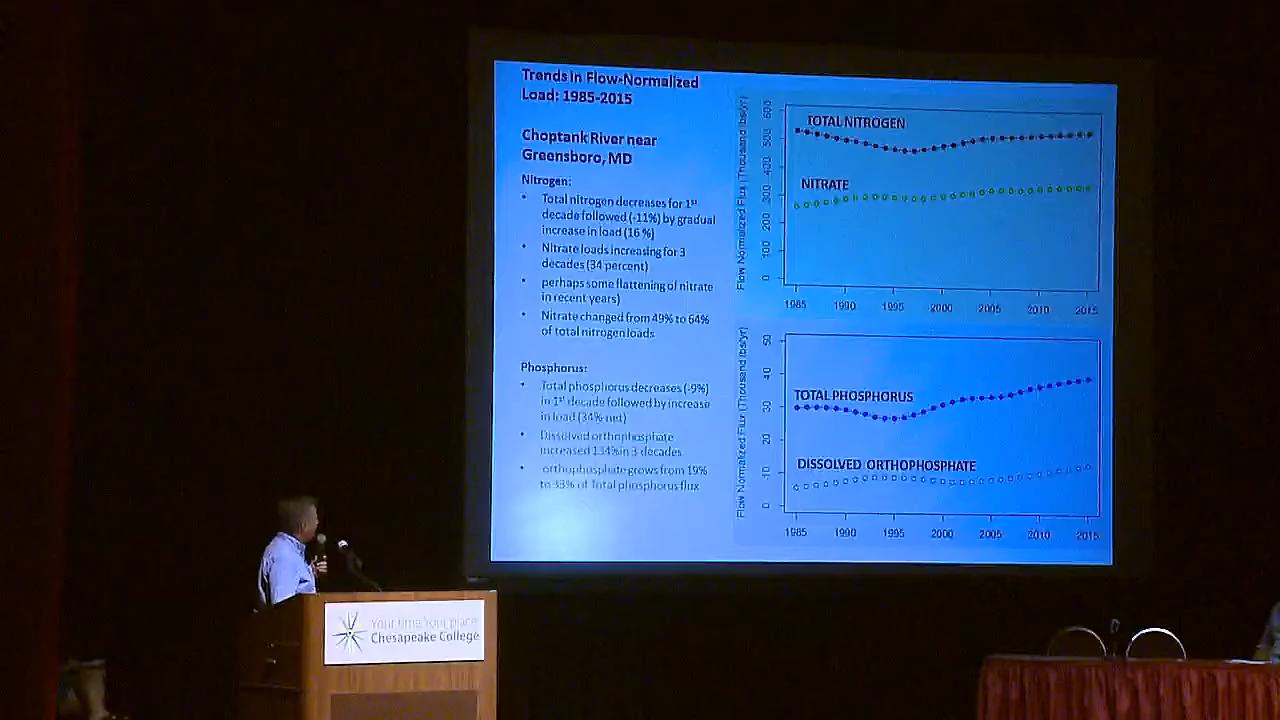 Trends in Flow-Normalized
Load: 1985-2015
Choptank River near
Greensboro, MD
Nitrogen:
• Total nitrogen decreases for 1st
decade followed (-11%) by gradual
increase in load (16 %)
• Nitrate loads increasing for 3
decades (34 percent)
• perhaps some flattening of nitrate
in recent years)
• Nitrate changed from 49% to 64%
of total nitrogen loads
Phosphorus:
• Total phosphorus decreases (-9%)
in 1st decade followed by increase
in load (34% net)
• Dissolved orthophosphate
increased 134% in 3 decades
• orthophosphate grows from 19%
to 33% of Total phosphorus flux
Flow Normalized Flux (Thousand lbs/yr)
600
500
400
300
200
100
0
TOTAL NITROGEN
NITRATE
1985 1990 1995 2000 2005 2010 2015
Flow Normalized Flux (Thousand lbs/yr)
50
40
30
20
10
0
TOTAL PHOSPHORUS
DISSOLVED ORTHOPHOSPHATE
1985 1990 1995 2000 2005 2010 2015
Your time. Your place.
Chesapeake College